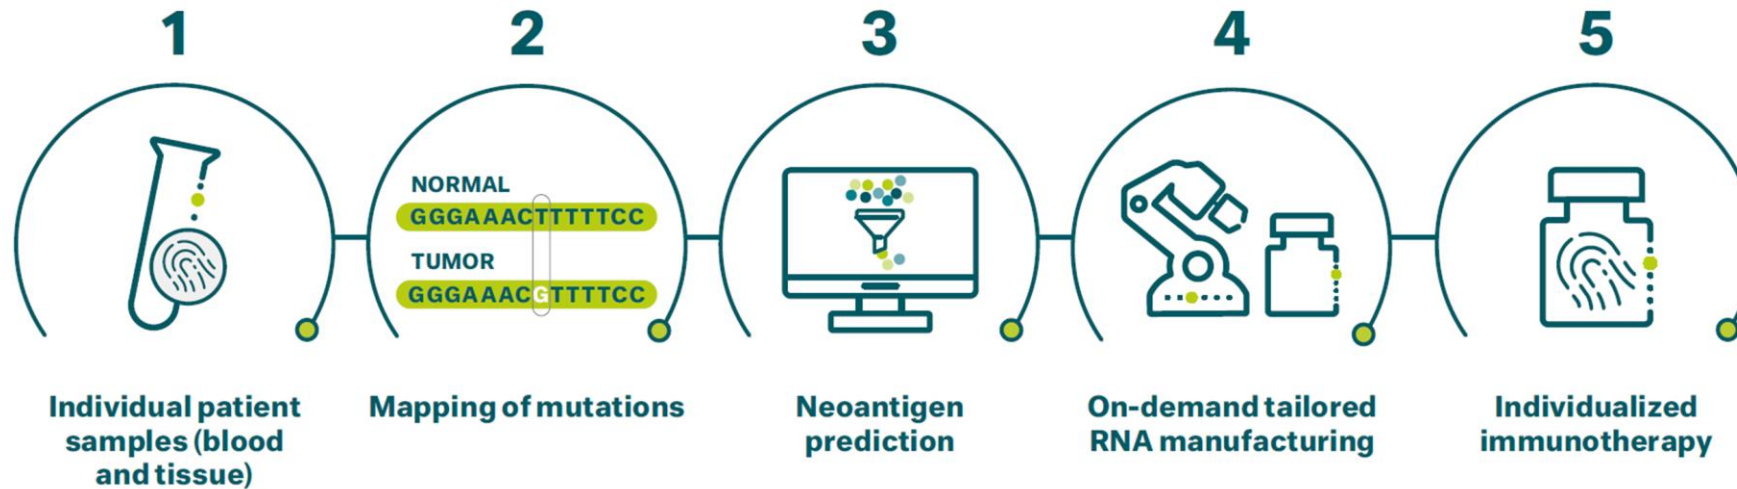 1
2
3
4
5
NORMAL
GGGAAACTTTTTCC
TUMOR
GGGAAACGTTTTCC
Individual patient
samples (blood
and tissue)
Mapping of mutations
Neoantigen
prediction
On-demand tailored
RNA manufacturing
Individualized
immunotherapy